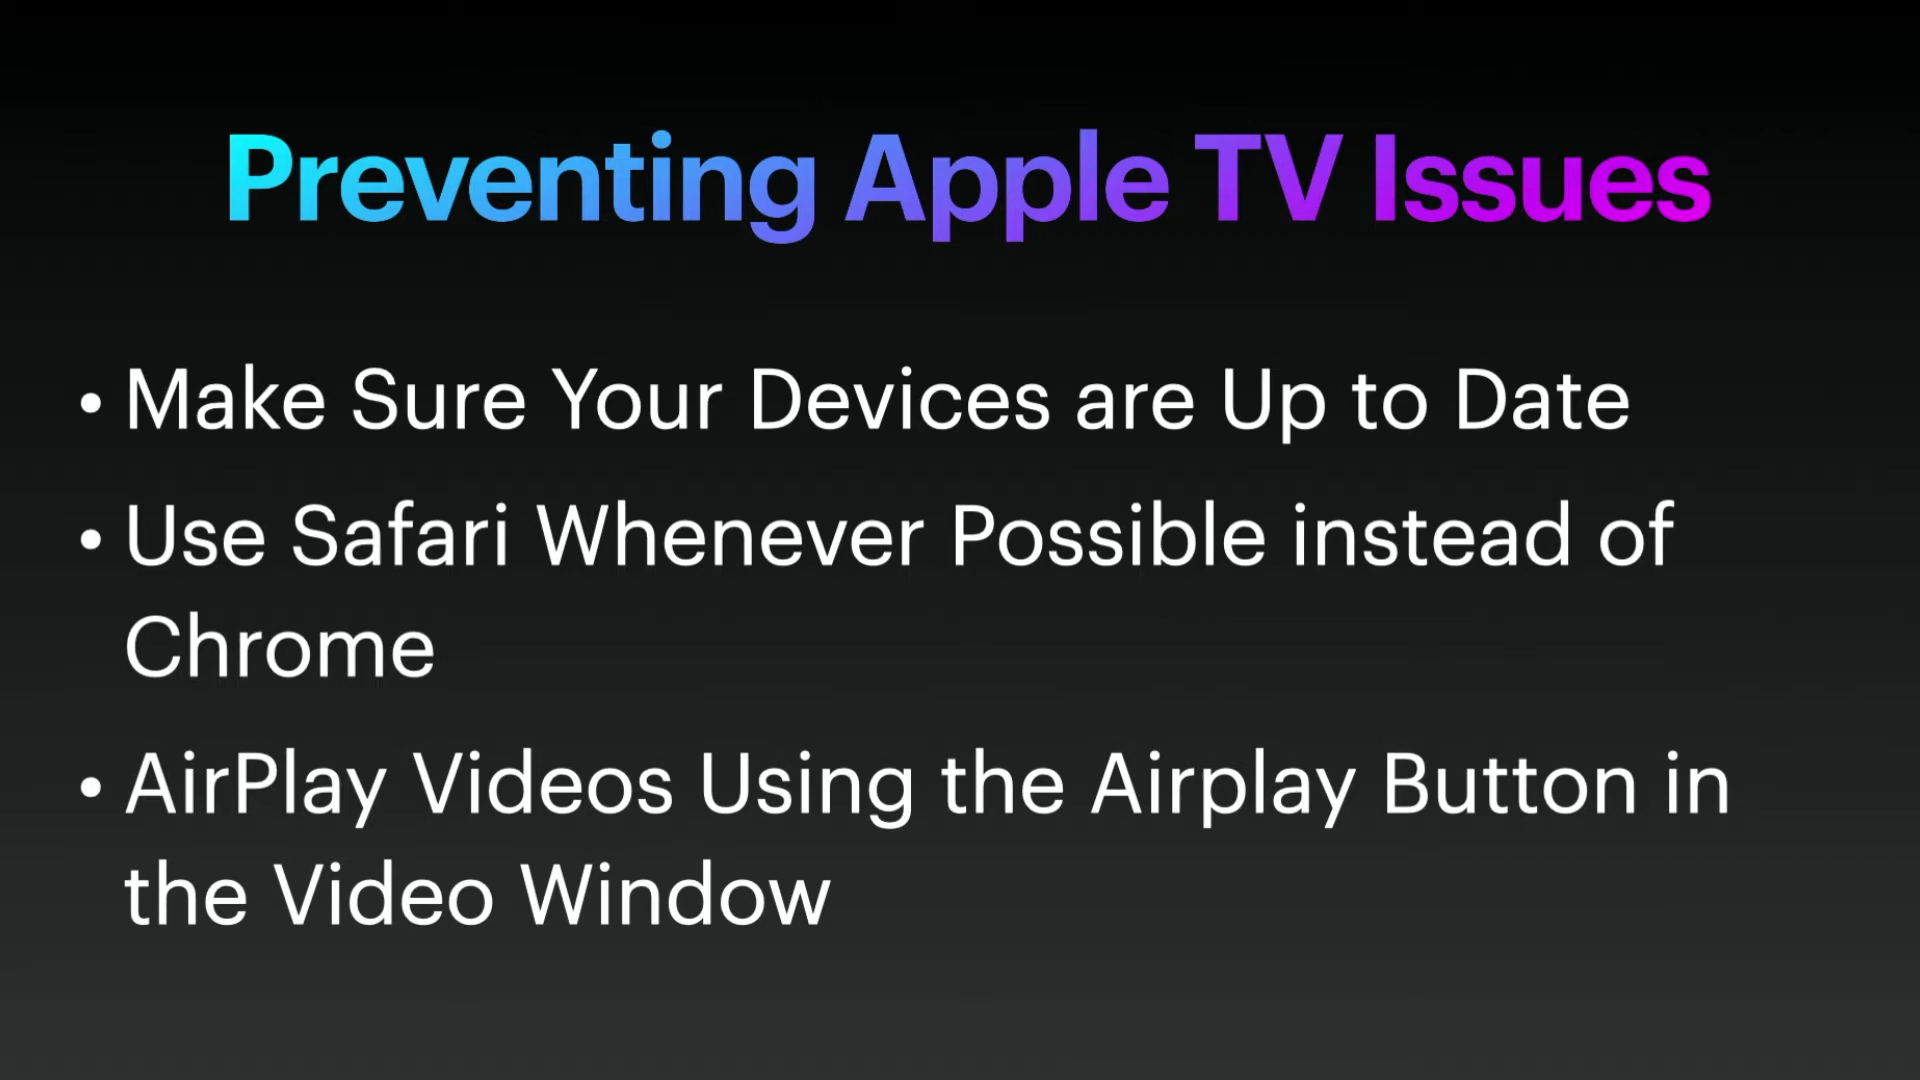 Preventing Apple TV Issues
• Make Sure Your Devices are Up to Date
• Use Safari Whenever Possible instead of
Chrome
• AirPlay Videos Using the Airplay Button in
the Video Window